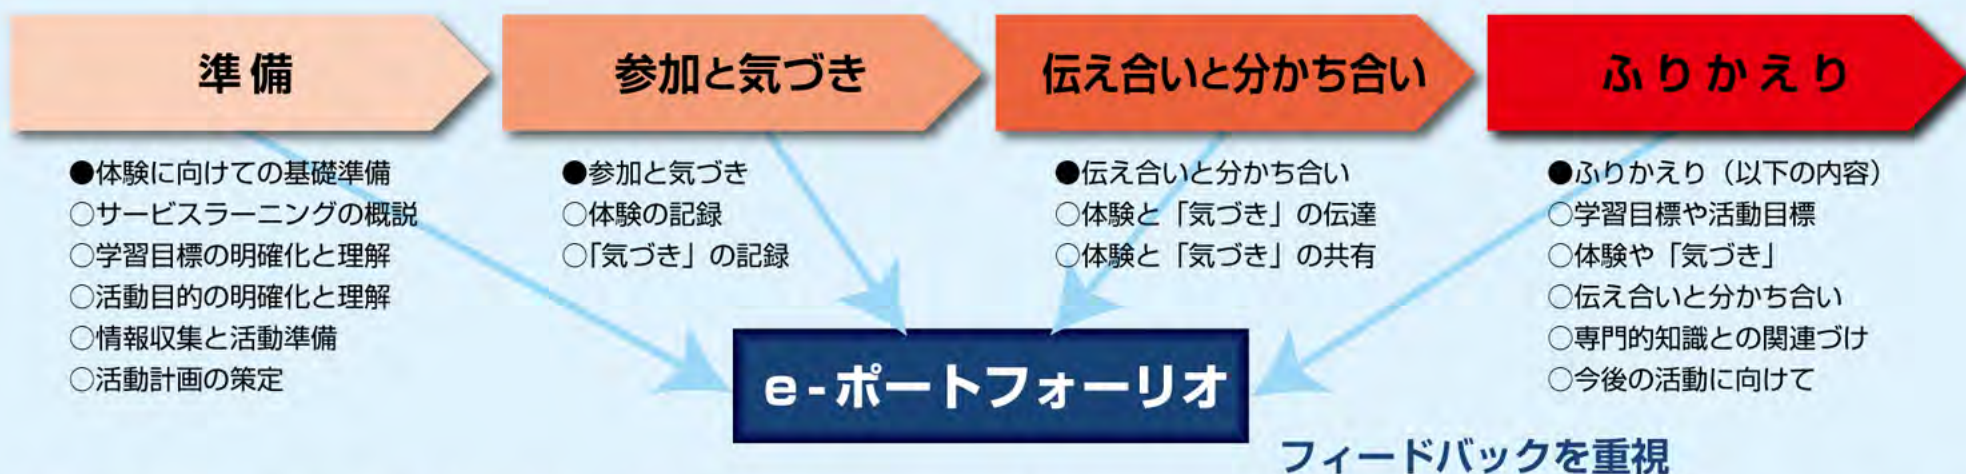 準備
●体験に向けての基礎準備
○サービスラーニングの概説
○学習目標の明確化と理解
○活動目的の明確化と理解
○情報収集と活動準備
○活動計画の策定
参加と気づき
●参加と気づき
○体験の記録
○「気づき」の記録
伝え合いと分かち合い
●伝え合いと分かち合い
○体験と「気づき」の伝達
○体験と「気づき」の共有
ふりかえり
●ふりかえり（以下の内容）
○学習目標や活動目標
○体験や「気づき」
○伝え合いと分かち合い
○専門的知識との関連づけ
○今後の活動に向けて
e-ポートフォーリオ
フィードバックを重視